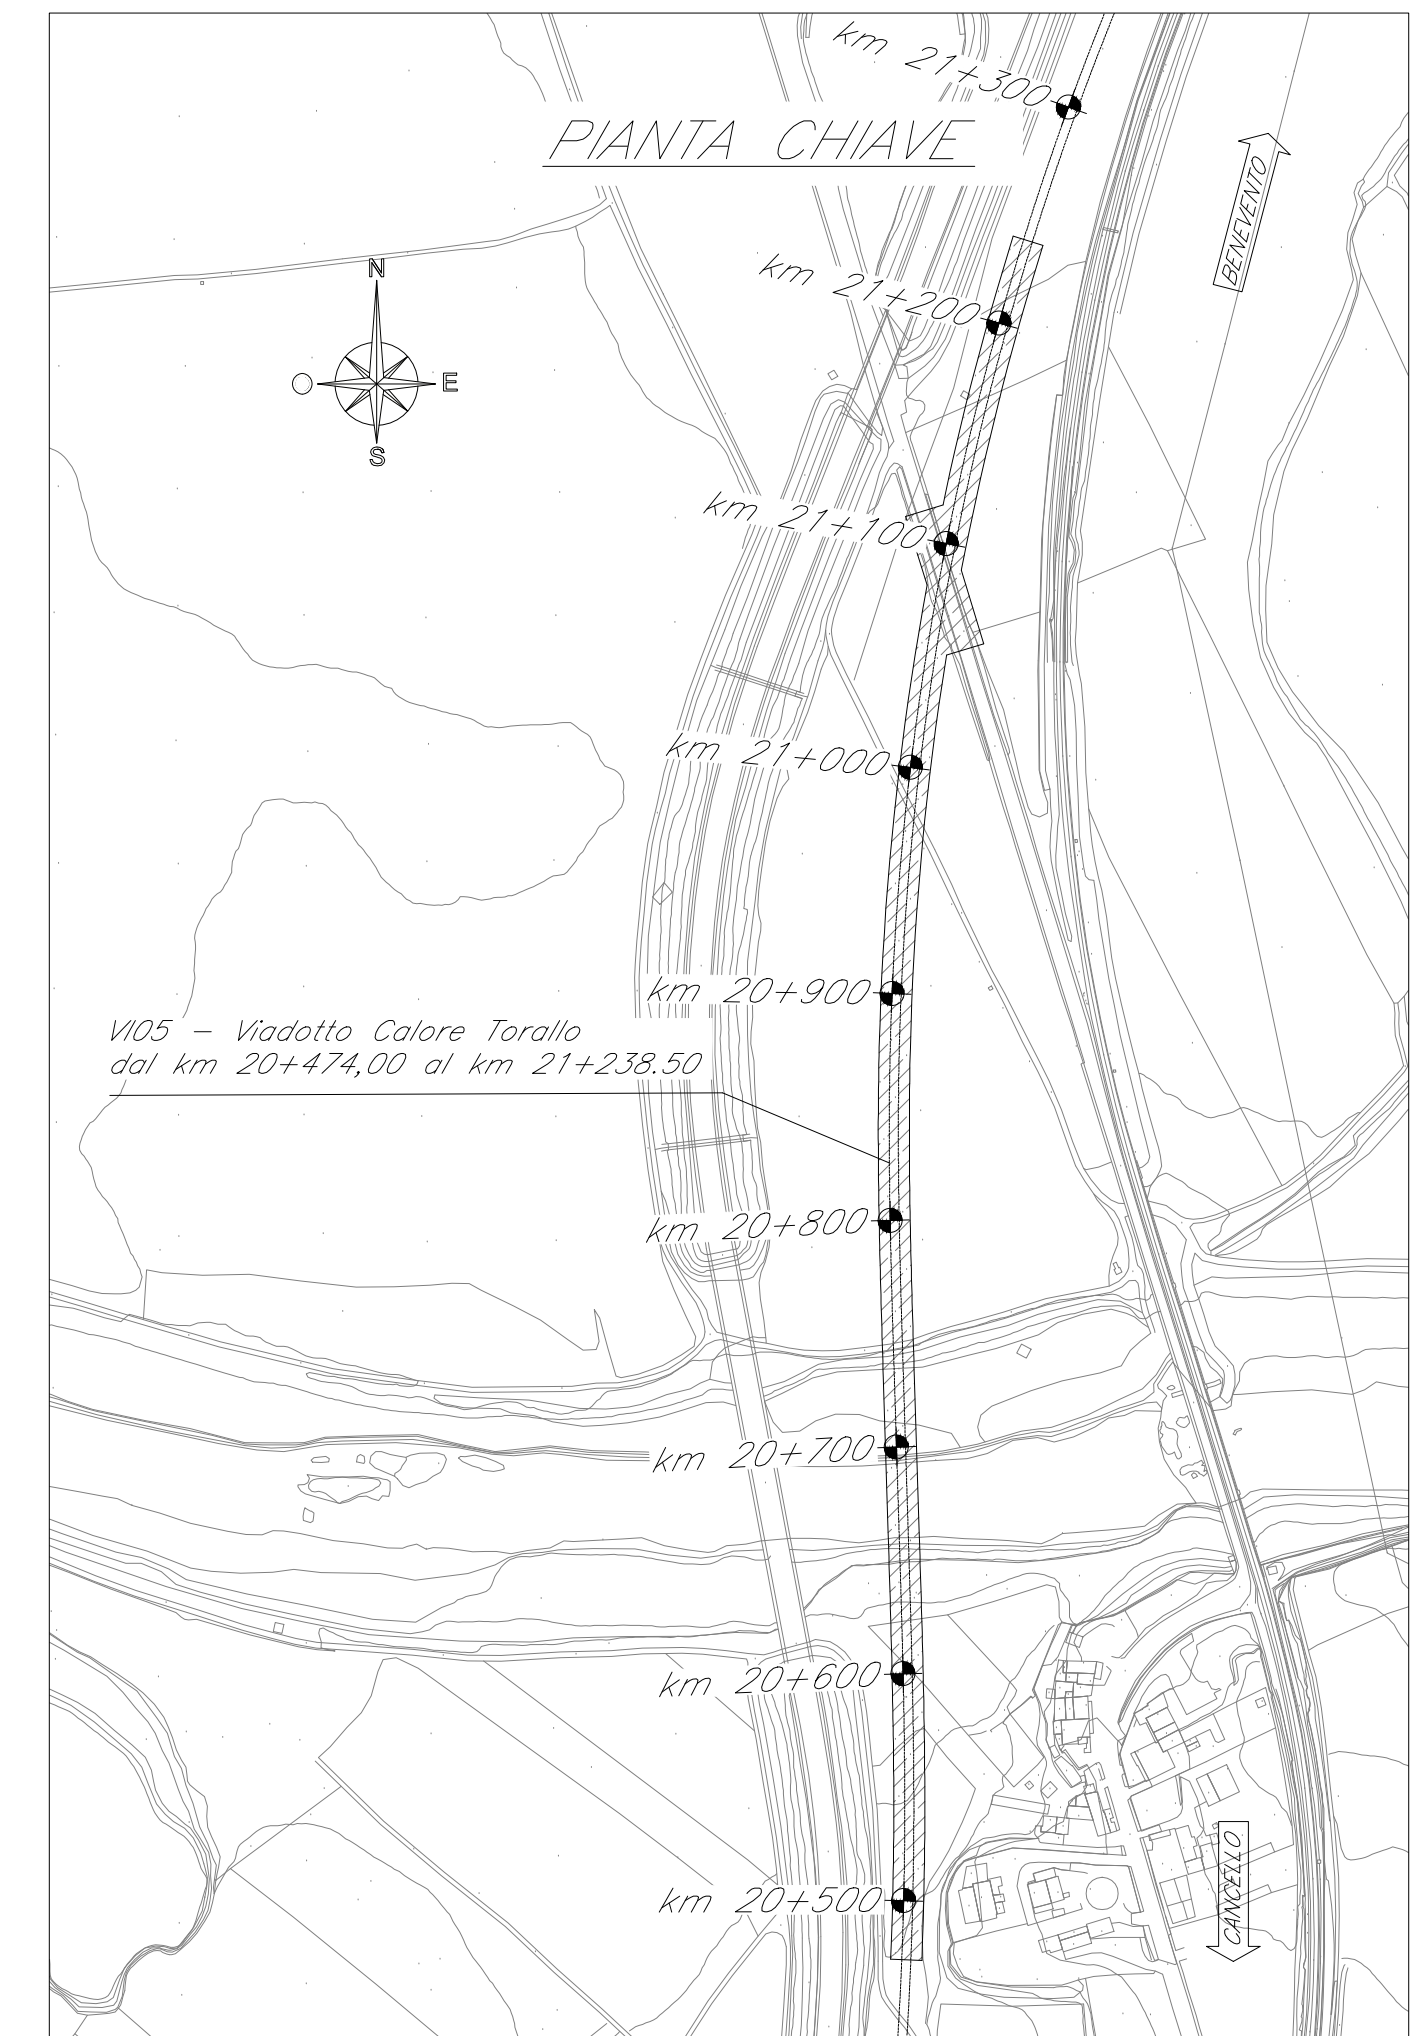 km 21+300
PIANTA CHIAVE
BENEVENTO
N
km 21+200
O
E
S
km 21+100
km 21+000
km 20+900
VI05 - Viadotto Calore Torallo
dal km 20+474,00 al km 21+238.50
km 20+800
km 20+700
km 20+600
CANCELLO
km 20+500